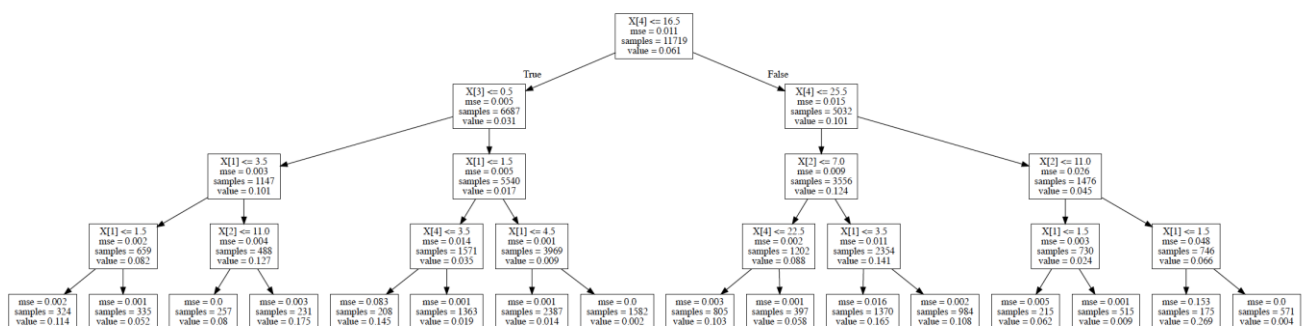 X[4] <= 16.5
mse = 0.011
samples = 11719
value = 0.061
True
False
X[3] <= 0.5
mse = 0.005
samples = 6687
value = 0.031
X[4] <= 25.5
mse = 0.015
samples = 5032
value = 0.101
X[1] <= 3.5
mse = 0.003
samples = 1147
value = 0.101
X[1] <= 1.5
mse = 0.005
samples = 5540
value = 0.017
X[2] <= 7.0
mse = 0.009
samples = 3556
value = 0.124
X[2] <= 11.0
mse = 0.026
samples = 1476
value = 0.045
X[1] <= 1.5
mse = 0.002
samples = 659
value = 0.082
X[2] <= 11.0
mse = 0.004
samples = 488
value = 0.127
X[4] <= 3.5
mse = 0.014
samples = 1571
value = 0.035
X[1] <= 4.5
mse = 0.001
samples = 3969
value = 0.009
X[4] <= 22.5
mse = 0.002
samples = 1202
value = 0.088
X[1] <= 3.5
mse = 0.011
samples = 2354
value = 0.141
X[1] <= 1.5
mse = 0.003
samples = 730
value = 0.024
X[1] <= 1.5
mse = 0.048
samples = 746
value = 0.066
mse = 0.002
samples = 324
value = 0.114
mse = 0.001
samples = 335
value = 0.052
mse = 0.0
samples = 257
value = 0.08
mse = 0.003
samples = 231
value = 0.175
mse = 0.083
samples = 208
value = 0.145
mse = 0.001
samples = 1363
value = 0.019
mse = 0.001
samples = 2387
value = 0.014
mse = 0.0
samples = 1582
value = 0.002
mse = 0.003
samples = 805
value = 0.103
mse = 0.001
samples = 397
value = 0.058
mse = 0.016
samples = 1370
value = 0.165
mse = 0.002
samples = 984
value = 0.108
mse = 0.005
samples = 215
value = 0.062
mse = 0.001
samples = 515
value = 0.009
mse = 0.153
samples = 175
value = 0.269
mse = 0.0
samples = 571
value = 0.004